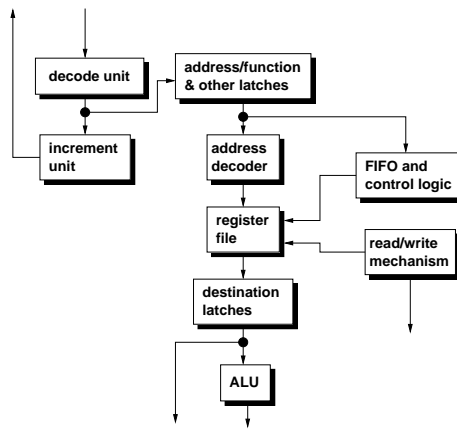 decode unit
address/function
& other latches
increment
unit
address
decoder
FIFO and
control logic
register
file
read/write
mechanism
destination
latches
ALU